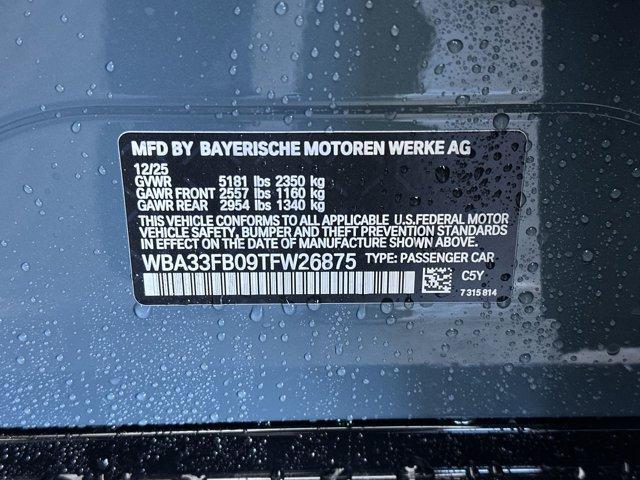 MFD BY BAYERISCHE MOTOREN WERKE AG
12/25
GVWR 5181 lbs 2350 kg
GAWR FRONT 2557 lbs 1160 kg
GAWR REAR 2954 lbs 1340 kg
THIS VEHICLE CONFORMS TO ALL APPLICABLE U.S.FEDERAL MOTOR
VEHICLE SAFETY, BUMPER AND THEFT PREVENTION STANDARDS
IN EFFECT ON THE DATE OF MANUFACTURE SHOWN ABOVE.
WBA33FB09TFW26875 TYPE: PASSENGER CAR
C5Y
7 315 814